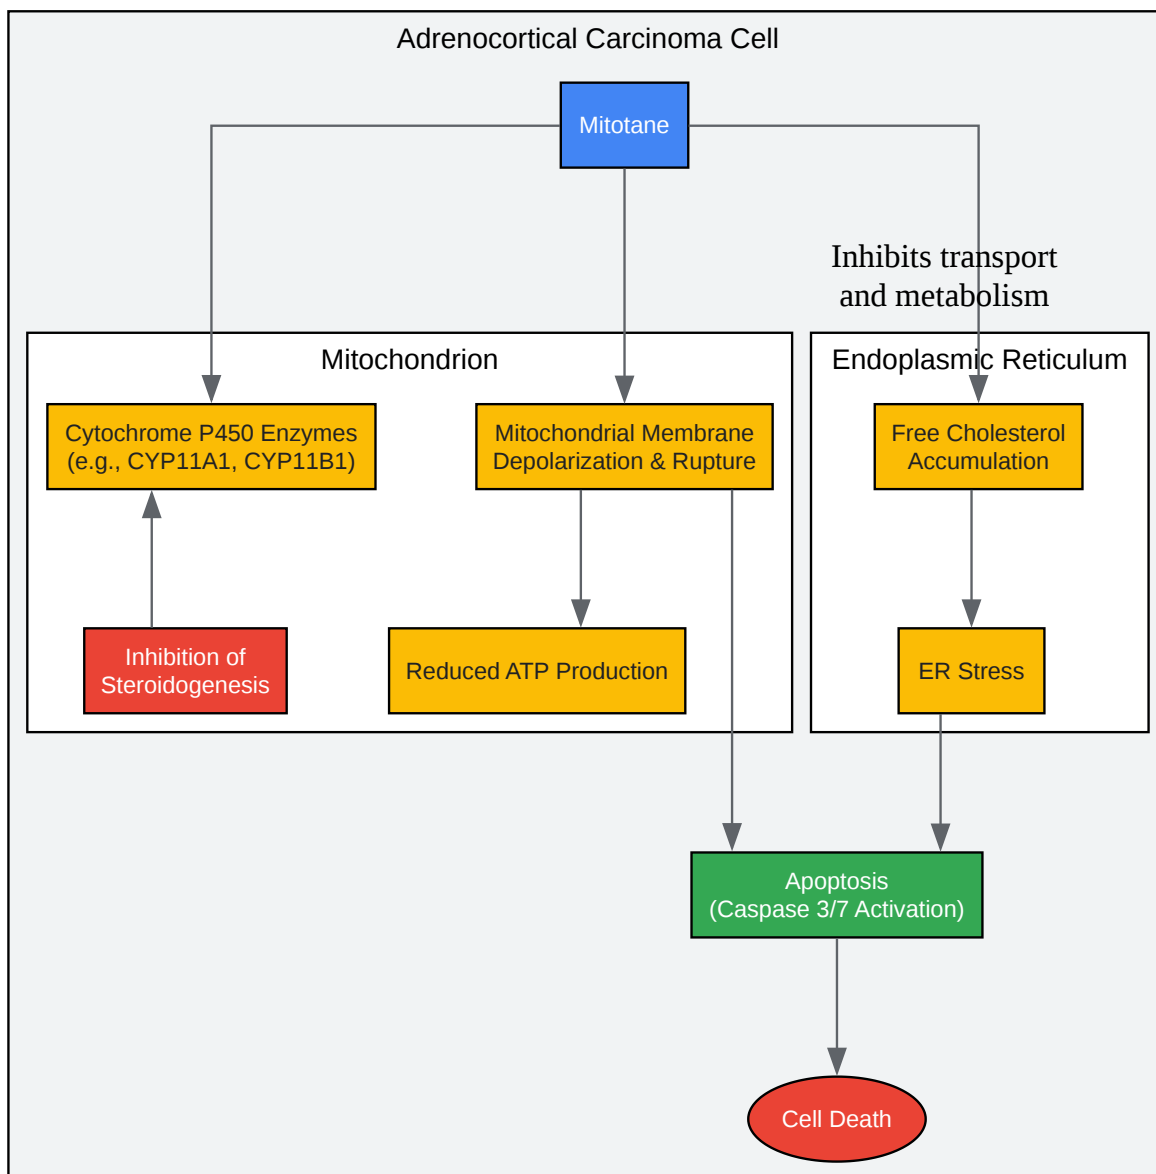 Adrenocortical Carcinoma Cell
Mitotane
Inhibits transport
and metabolism
Mitochondrion
Endoplasmic Reticulum
Cytochrome P450 Enzymes
(e.g., CYP11A1, CYP11B1)
Mitochondrial Membrane
Depolarization & Rupture
Free Cholesterol
Accumulation
Inhibition of
Steroidogenesis
Reduced ATP Production
ER Stress
Apoptosis
(Caspase 3/7 Activation)
Cell Death